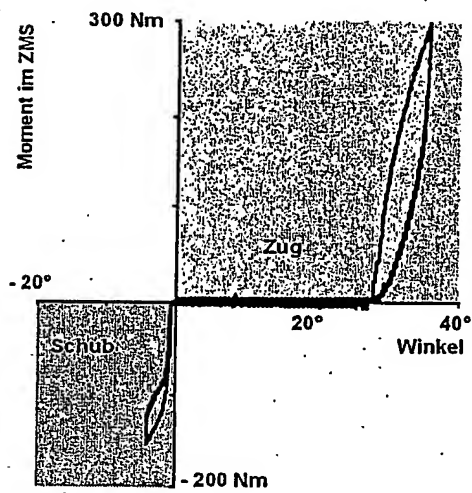 300 Nm
Moment im ZMS
Zug
- 20°
20°
40°
Winkel
Schub
- 200 Nm